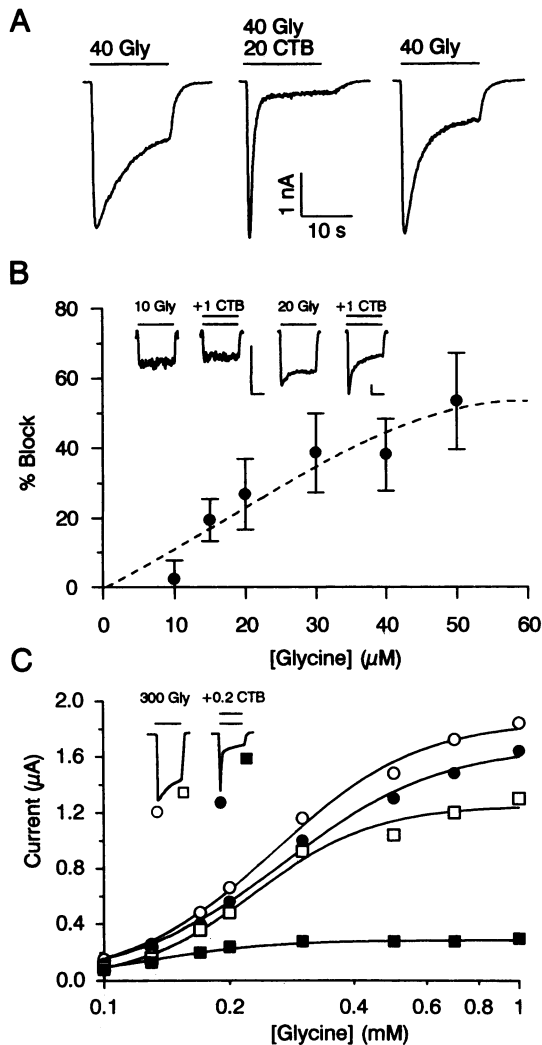 A
40 Gly
40 Gly
20 CTB
40 Gly
1 nA
10 s
B
10 Gly
+1 CTB
20 Gly
+1 CTB
80
60
40
20
0
% Block
0
10
20
30
40
50
60
[Glycine] (µM)
C
300 Gly
+0.2 CTB
2.0
1.6
1.2
0.8
0.4
0.0
Current (µA)
0.1
0.2
0.4
0.6
0.8
1
[Glycine] (mM)